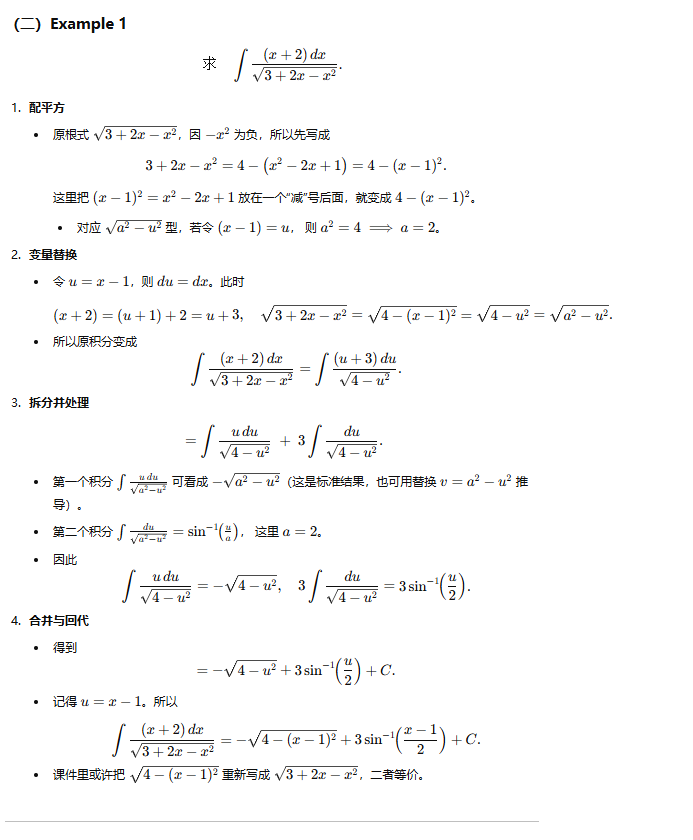 （二）Example 1
求 ∫ (x + 2) dx / √(3 + 2x − x²).
1. 配平方
• 原根式 √(3 + 2x − x²)，因 −x² 为负，所以先写成
3 + 2x − x² = 4 − (x² − 2x + 1) = 4 − (x − 1)².
这里把 (x − 1)² = x² − 2x + 1 放在一个“减”号后面，就变成 4 − (x − 1)²。
• 对应 √(a² − u²) 型，若令 (x − 1) = u， 则 a² = 4 ⟹ a = 2。
2. 变量替换
• 令 u = x − 1，则 du = dx。此时
(x + 2) = (u + 1) + 2 = u + 3, √(3 + 2x − x²) = √(4 − (x − 1)²) = √(4 − u²) = √(a² − u²).
• 所以原积分变成
∫ (x + 2) dx / √(3 + 2x − x²) = ∫ (u + 3) du / √(4 − u²).
3. 拆分并处理
= ∫ u du / √(4 − u²) + 3 ∫ du / √(4 − u²).
• 第一个积分 ∫ u du / √(a² − u²) 可看成 −√(a² − u²)（这是标准结果，也可用替换 v = a² − u² 推
导）。
• 第二个积分 ∫ du / √(a² − u²) = sin⁻¹(u/a)， 这里 a = 2。
• 因此
∫ u du / √(4 − u²) = −√(4 − u²), 3 ∫ du / √(4 − u²) = 3 sin⁻¹(u/2).
4. 合并与回代
• 得到
= −√(4 − u²) + 3 sin⁻¹(u/2) + C.
• 记得 u = x − 1。所以
∫ (x + 2) dx / √(3 + 2x − x²) = −√(4 − (x − 1)²) + 3 sin⁻¹((x − 1)/2) + C.
• 课件里或许把 √(4 − (x − 1)²) 重新写成 √(3 + 2x − x²)，二者等价。